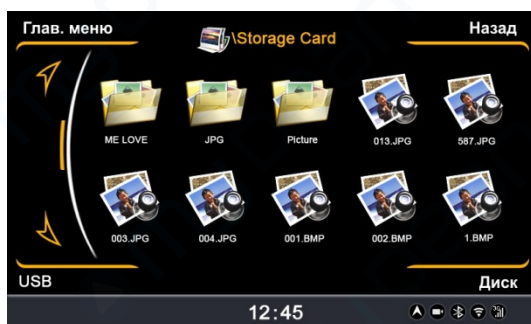 Глав. меню \Storage Card Назад
ME LOVE JPG Picture 013.JPG 587.JPG
003.JPG 004.JPG 001.BMP 002.BMP 1.BMP
USB Диск
12:45